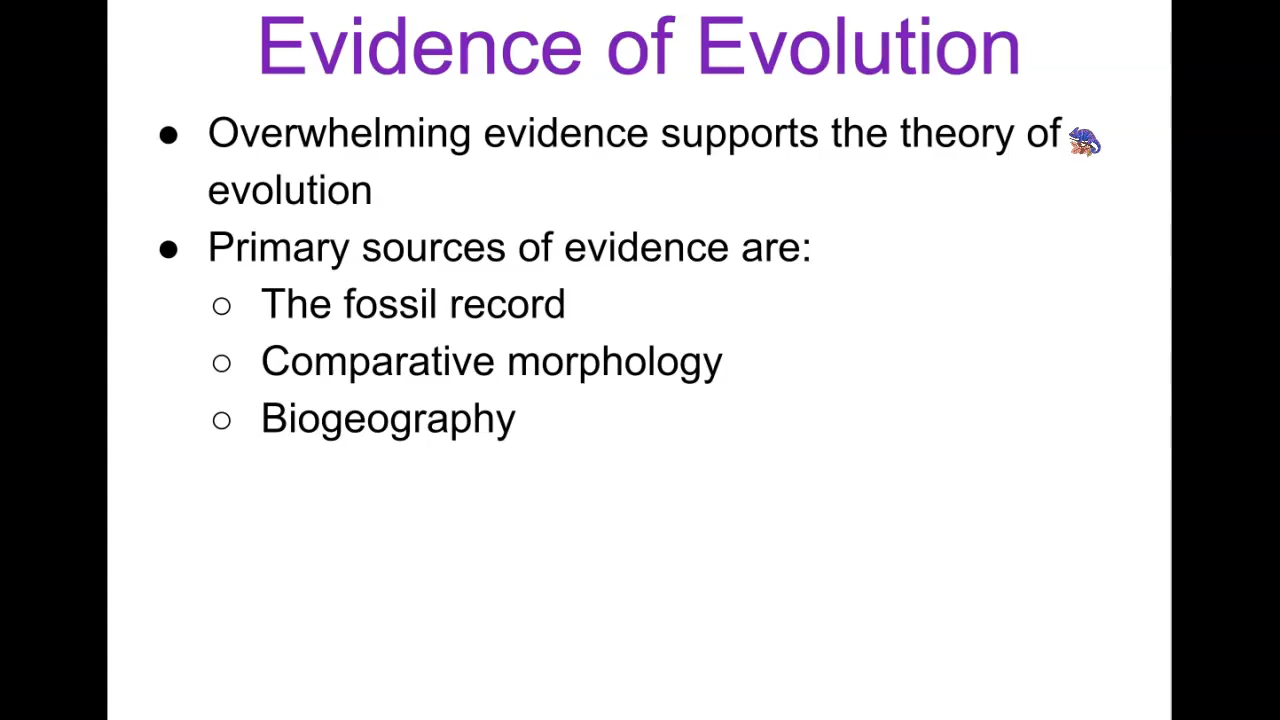 Evidence of Evolution
● Overwhelming evidence supports the theory of
evolution
● Primary sources of evidence are:
○ The fossil record
○ Comparative morphology
○ Biogeography